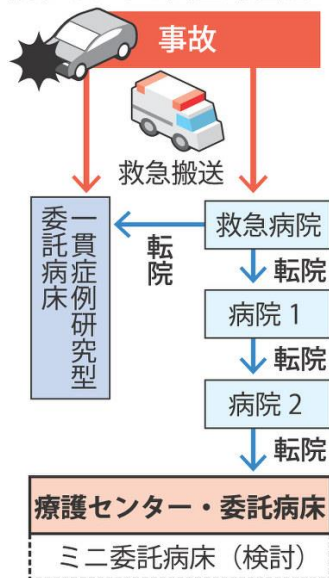 事故
救急搬送
一貫症例研究型
委託病床
転院
救急病院
転院
病院1
転院
病院2
転院
療護センター・委託病床
ミニ委託病床（検討）